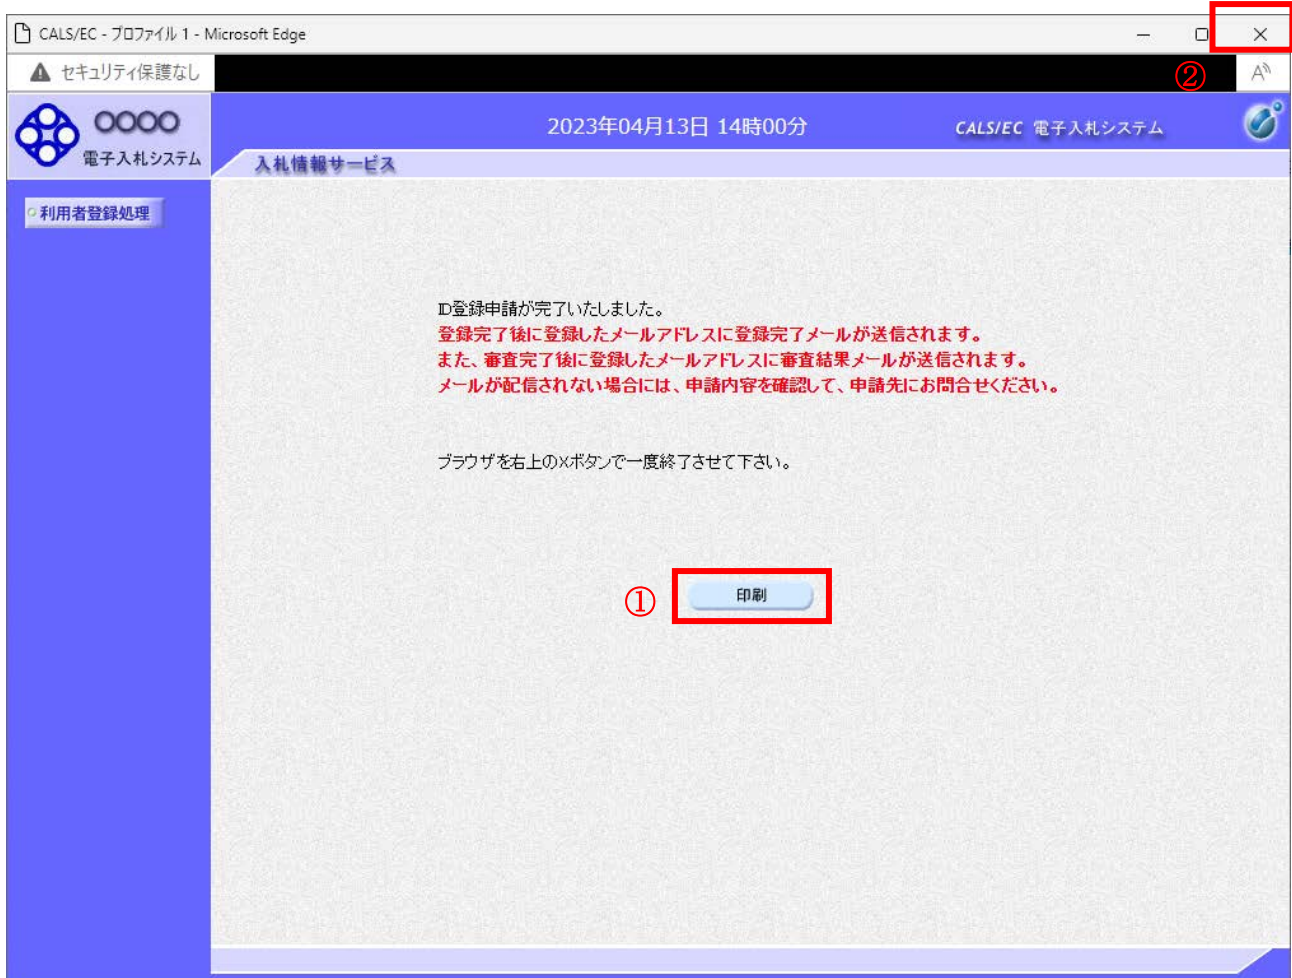 CALS/EC - プロファイル 1 - Microsoft Edge
セキュリティ保護なし
②
A
〇〇〇〇
電子入札システム
2023年04月13日 14時00分
CALS/EC 電子入札システム
入札情報サービス
利用者登録処理
ID登録申請が完了いたしました。
登録完了後に登録したメールアドレスに登録完了メールが送信されます。
また、審査完了後に登録したメールアドレスに審査結果メールが送信されます。
メールが配信されない場合には、申請内容を確認して、申請先にお問合せください。
ブラウザを右上の×ボタンで一度終了させて下さい。
①
印刷